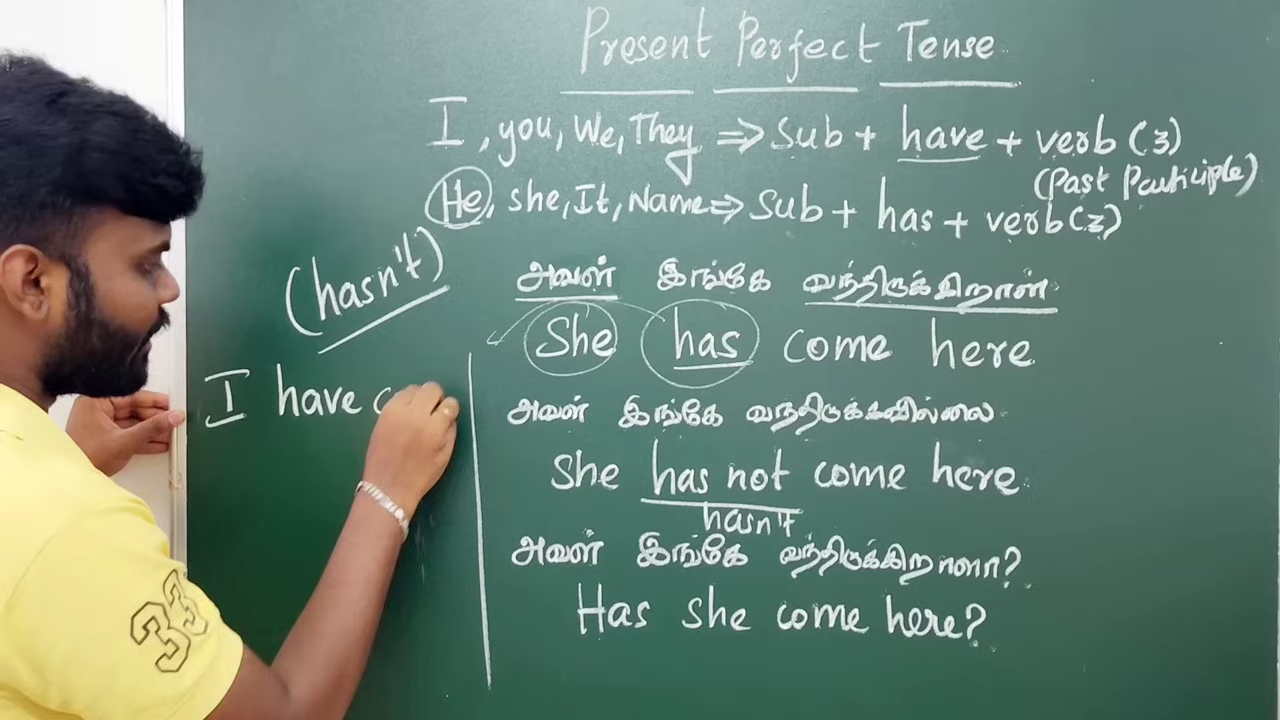 Present Perfect Tense
I, you, We, They ⇒ Sub + have + verb (3)
(Past Participle)
He, she, It, Name ⇒ Sub + has + verb (3)
(hasn't)
அவள் இங்கே வந்திருக்கிறாள்
She has come here
I have c
அவள் இங்கே வந்திருக்கவில்லை
She has not come here
hasn't
அவள் இங்கே வந்திருக்கிறாளா?
Has she come here?
33